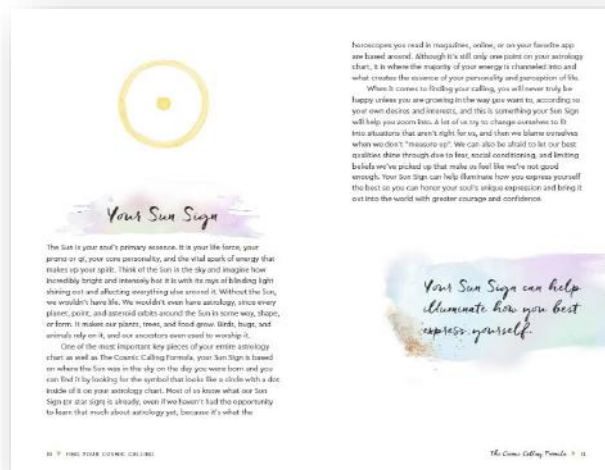 Your Sun Sign
The Sun is your soul's primary essence. It is your life force, your
prana or qi, your core personality, and the vital spark of energy that
makes up your spirit. Think of the Sun in the sky and imagine how
incredibly bright and intensely hot it is with its rays of blinding light
shining out and affecting everything else around it. Without the Sun,
we wouldn't have life. We wouldn't even have astrology, since every
planet, point, and asteroid orbits around the Sun in some way, shape,
or form. It makes our plants, trees, and food grow. Birds, bugs, and
animals rely on it, and our ancestors even used to worship it.
One of the most important key pieces of your entire astrology
chart as well as The Cosmic Calling Formula, your Sun Sign is based
on where the Sun was in the sky on the day you were born and you
can find it by looking for the symbol that looks like a circle with a dot
inside of it on your astrology chart. Most of us know what our Sun
Sign (or star sign) is already, even if we haven't had the opportunity
to learn that much about astrology yet, because it's what the
10 FIND YOUR COSMIC CALLING
horoscopes you read in magazines, online, or on your favorite app
are based around. Although it's still only one point on your astrology
chart, it is where the majority of your energy is channeled into and
what creates the essence of your personality and perception of life.
When it comes to finding your calling, you will never truly be
happy unless you are growing in the way you want to, according to
your own desires and interests, and this is something your Sun Sign
will help you zoom into. A lot of us try to change ourselves to fit
into situations that aren't right for us, and then we blame ourselves
when we don't "measure up". We can also be afraid to let our best
qualities shine through due to fear, social conditioning, and limiting
beliefs we've picked up that make us feel like we're not good
enough. Your Sun Sign can help illuminate how you express yourself
the best so you can honor your soul's unique expression and bring it
out into the world with greater courage and confidence.
Your Sun Sign can help
illuminate how you best
express yourself.
The Cosmic Calling Formula 11